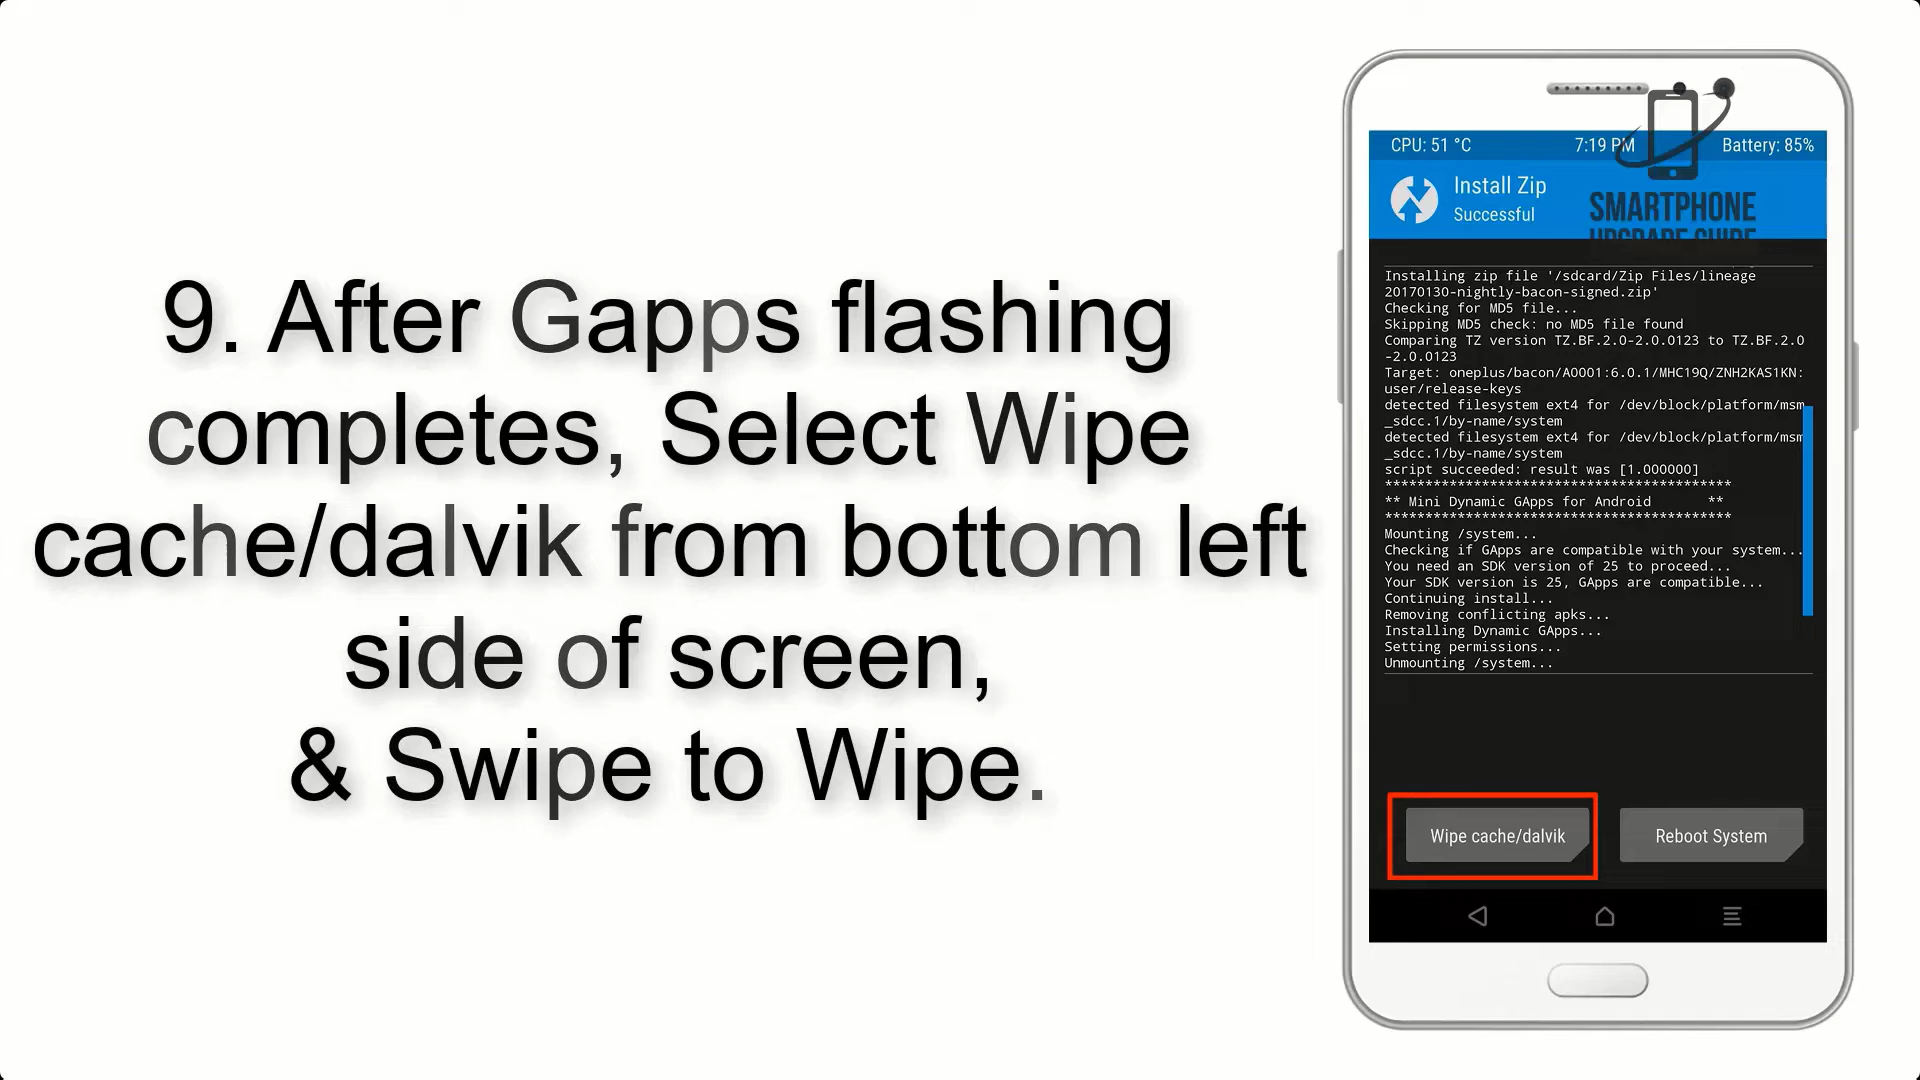 9. After Gapps flashing
completes, Select Wipe
cache/dalvik from bottom left
side of screen,
& Swipe to Wipe.
CPU: 51 °C 7:19 PM Battery: 85%
Install Zip
Successful
SMARTPHONE
UPGRADE GUIDE
Installing zip file '/sdcard/Zip Files/lineage
20170130-nightly-bacon-signed.zip'
Checking for MD5 file...
Skipping MD5 check: no MD5 file found
Comparing TZ version TZ.BF.2.0-2.0.0123 to TZ.BF.2.0
-2.0.0123
Target: oneplus/bacon/A0001:6.0.1/MHC19Q/ZNH2KAS1KN:
user/release-keys
detected filesystem ext4 for /dev/block/platform/msm
_sdcc.1/by-name/system
detected filesystem ext4 for /dev/block/platform/msm
_sdcc.1/by-name/system
script succeeded: result was [1.000000]
******************************************
** Mini Dynamic GApps for Android       **
******************************************
Mounting /system...
Checking if GApps are compatible with your system...
You need an SDK version of 25 to proceed...
Your SDK version is 25, GApps are compatible...
Continuing install...
Removing conflicting apks...
Installing Dynamic GApps...
Setting permissions...
Unmounting /system...
Wipe cache/dalvik Reboot System